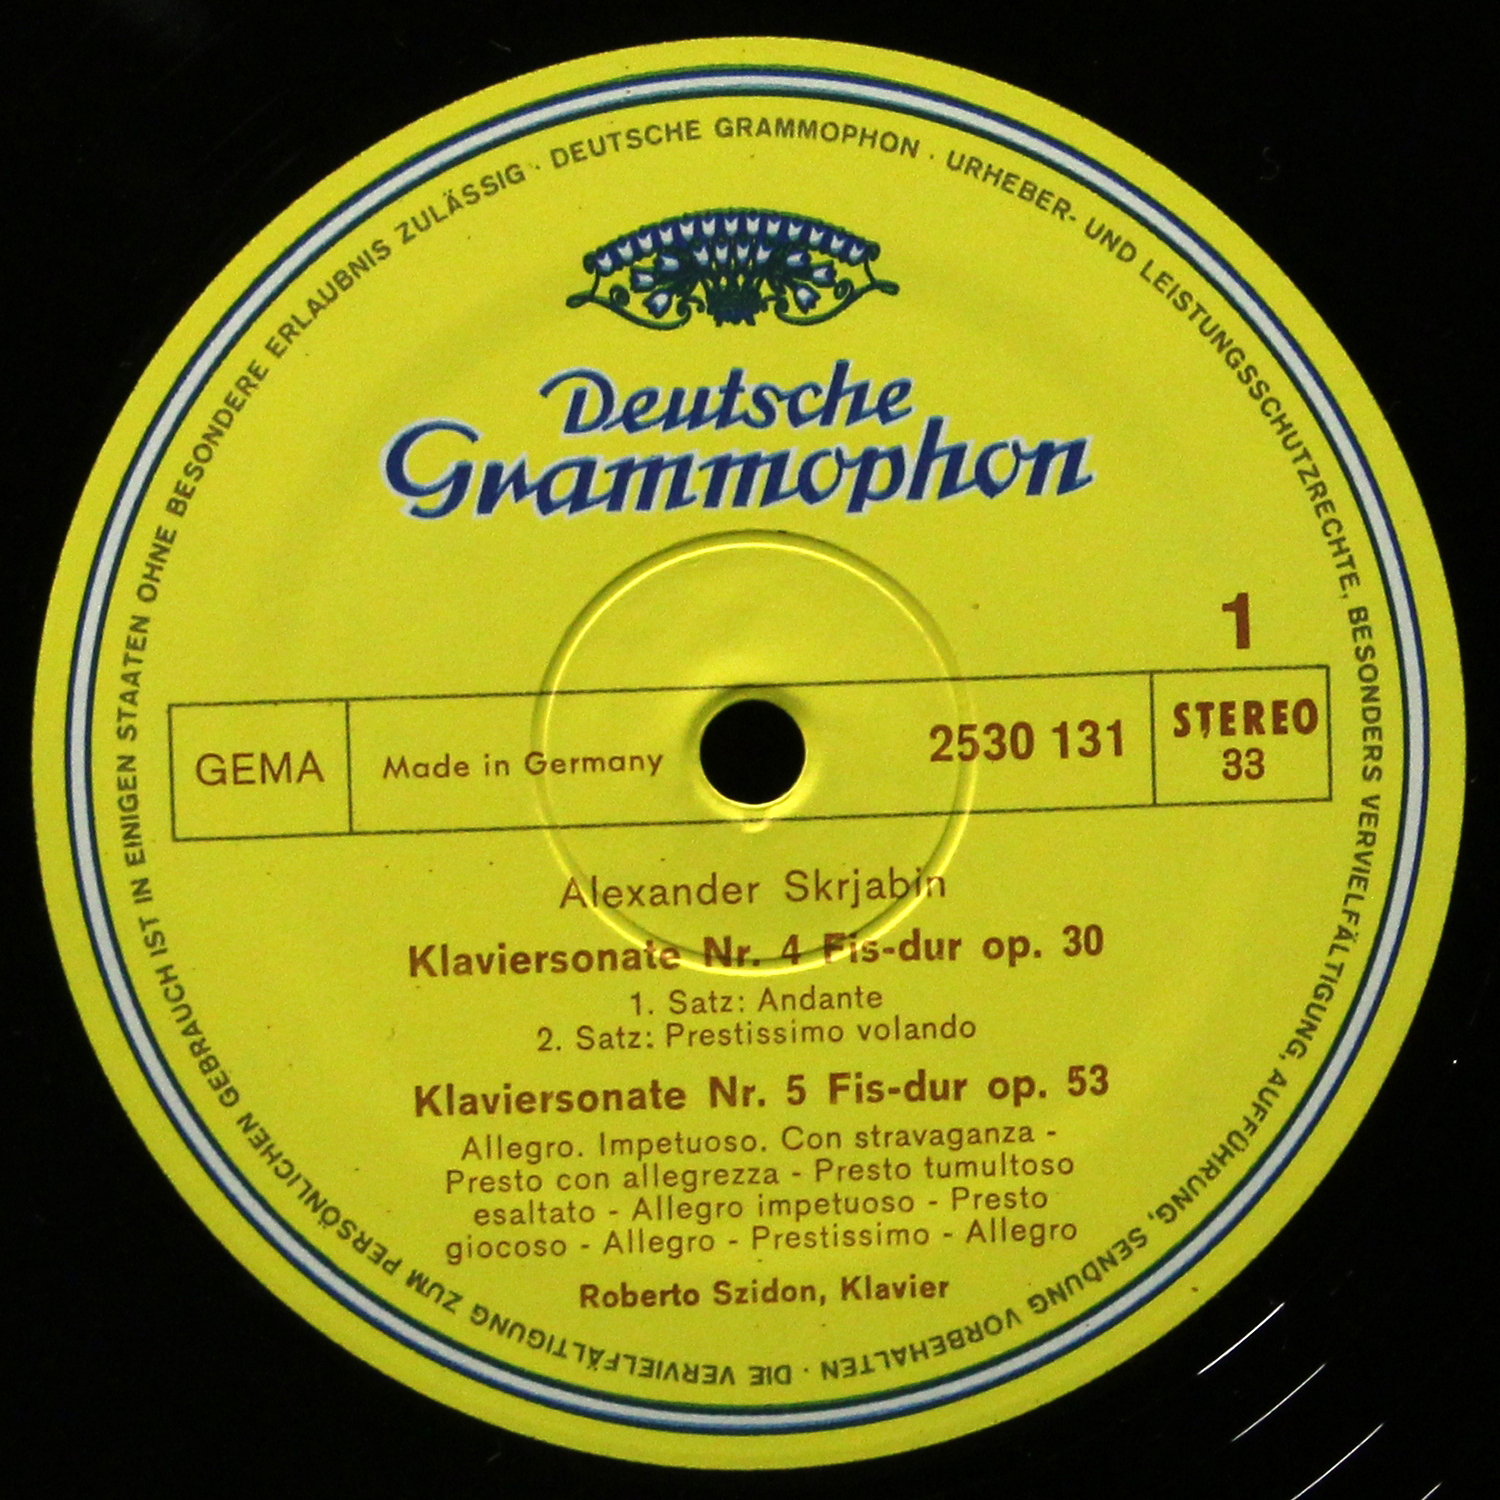 DEUTSCHE GRAMMOPHON · URHEBER- UND LEISTUNGSSCHUTZRECHTE, BESONDERS VERVIELFÄLTIGUNG, AUFFÜHRUNG, SENDUNG VORBEHALTEN · DIE VERVIELFÄLTIGUNG ZUM PERSÖNLICHEN GEBRAUCH IST IN EINIGEN STAATEN OHNE BESONDERE ERLAUBNIS ZULÄSSIG ·
Deutsche
Grammophon
1
GEMA
Made in Germany
2530 131
STEREO
33
Alexander Skrjabin
Klaviersonate Nr. 4 Fis-dur op. 30
1. Satz: Andante
2. Satz: Prestissimo volando
Klaviersonate Nr. 5 Fis-dur op. 53
Allegro. Impetuoso. Con stravaganza -
Presto con allegrezza - Presto tumultoso
esaltato - Allegro impetuoso - Presto
giocoso - Allegro - Prestissimo - Allegro
Roberto Szidon, Klavier